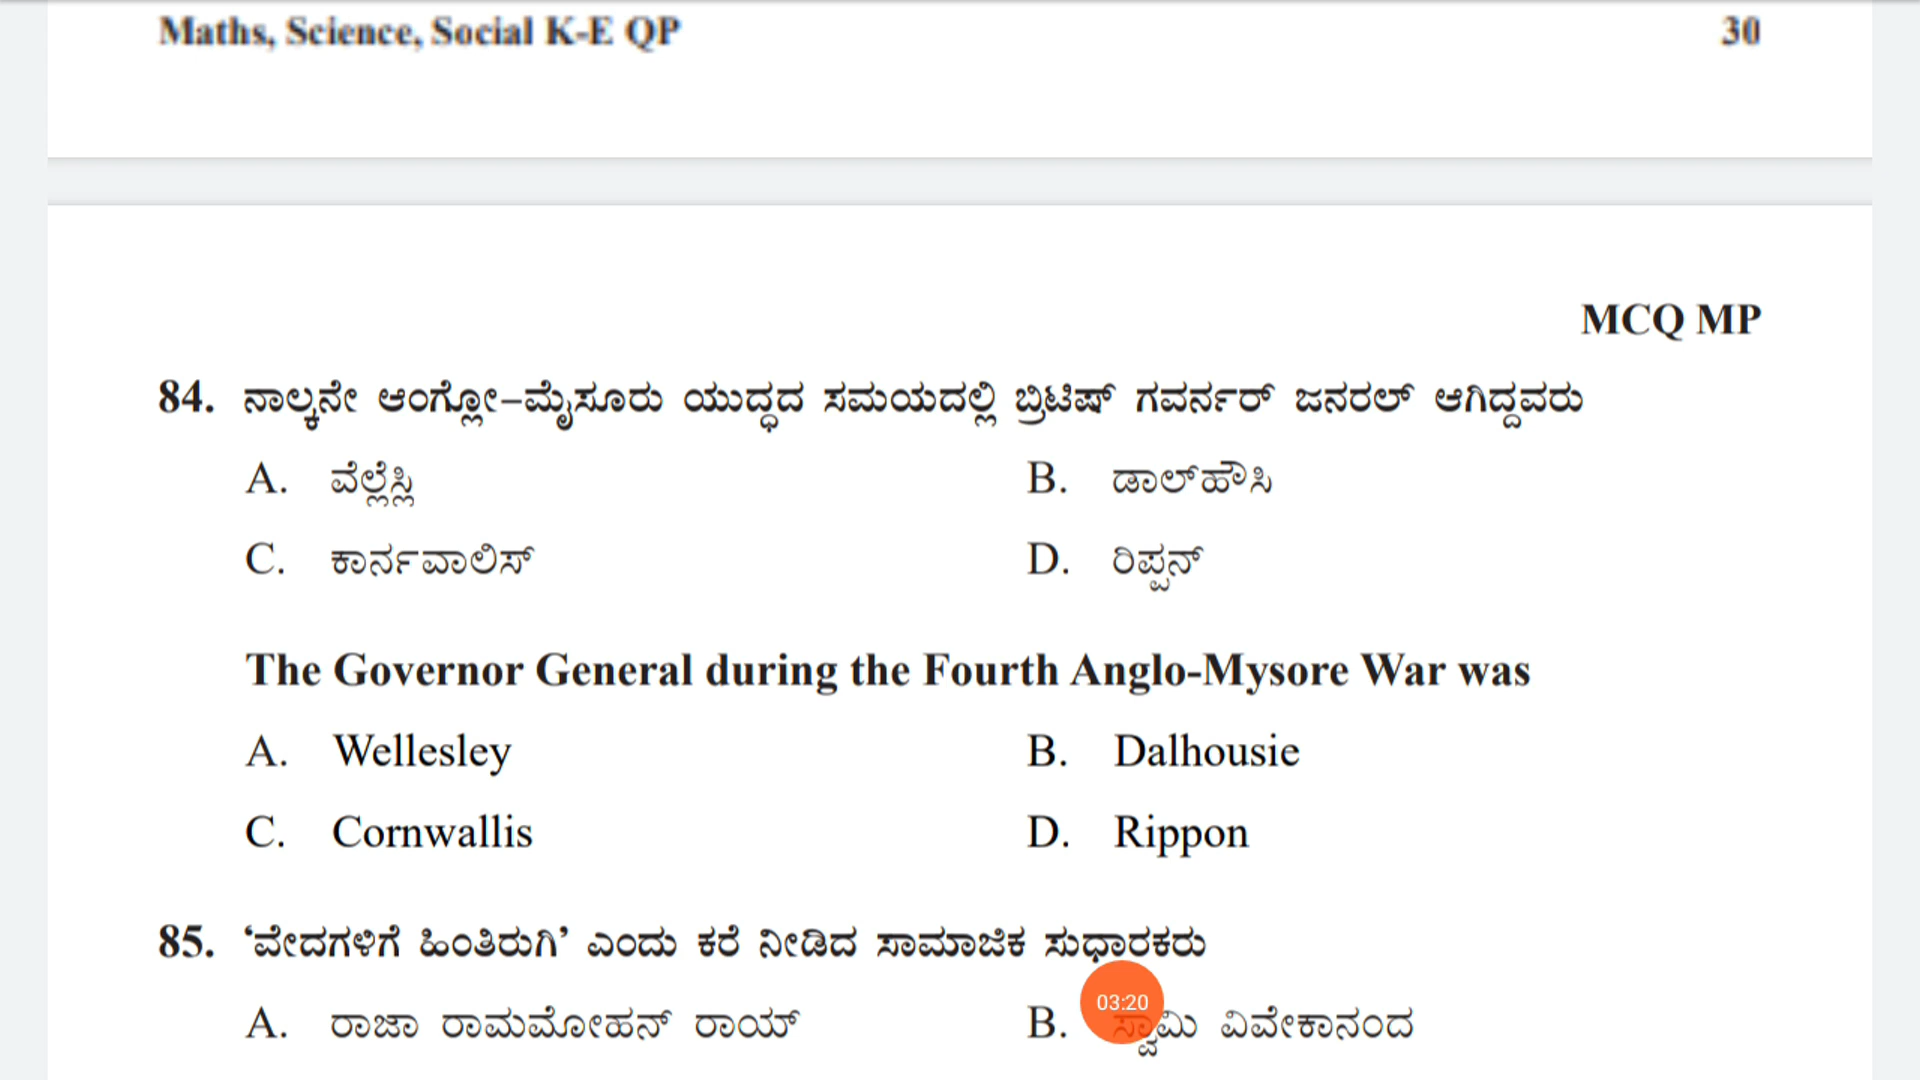 Maths, Science, Social K-E QP 30
MCQ MP
84. ನಾಲ್ಕನೇ ಆಂಗ್ಲೋ-ಮೈಸೂರು ಯುದ್ಧದ ಸಮಯದಲ್ಲಿ ಬ್ರಿಟಿಷ್ ಗವರ್ನರ್ ಜನರಲ್ ಆಗಿದ್ದವರು
A. ವೆಲ್ಲೆಸ್ಲಿ B. ಡಾಲ್‌ಹೌಸಿ
C. ಕಾರ್ನವಾಲಿಸ್ D. ರಿಪ್ಪನ್
The Governor General during the Fourth Anglo-Mysore War was
A. Wellesley B. Dalhousie
C. Cornwallis D. Rippon
85. ‘ವೇದಗಳಿಗೆ ಹಿಂತಿರುಗಿ’ ಎಂದು ಕರೆ ನೀಡಿದ ಸಾಮಾಜಿಕ ಸುಧಾರಕರು
03:20
A. ರಾಜಾ ರಾಮಮೋಹನ್ ರಾಯ್ B. ಸ್ವಾಮಿ ವಿವೇಕಾನಂದ